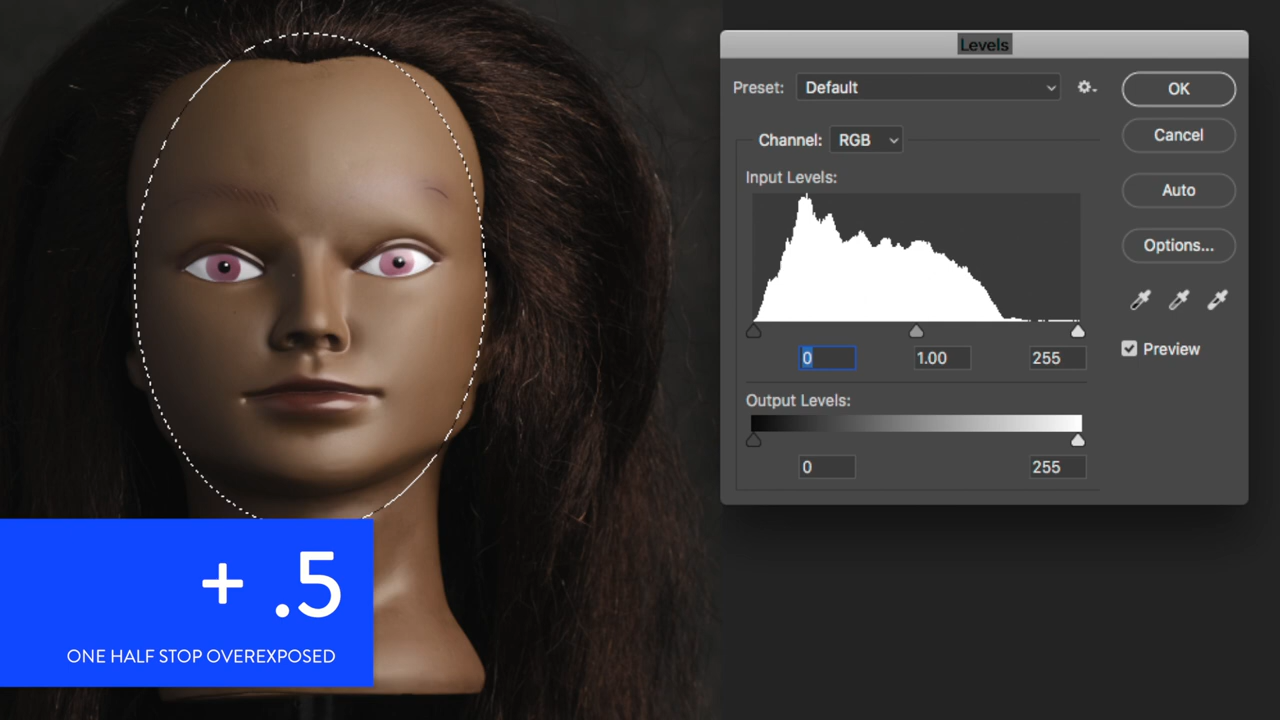 Levels
Preset: Default
OK
Channel: RGB
Cancel
Input Levels:
Auto
Options...
0 1.00 255
Preview
Output Levels:
0 255
+ .5
ONE HALF STOP OVEREXPOSED